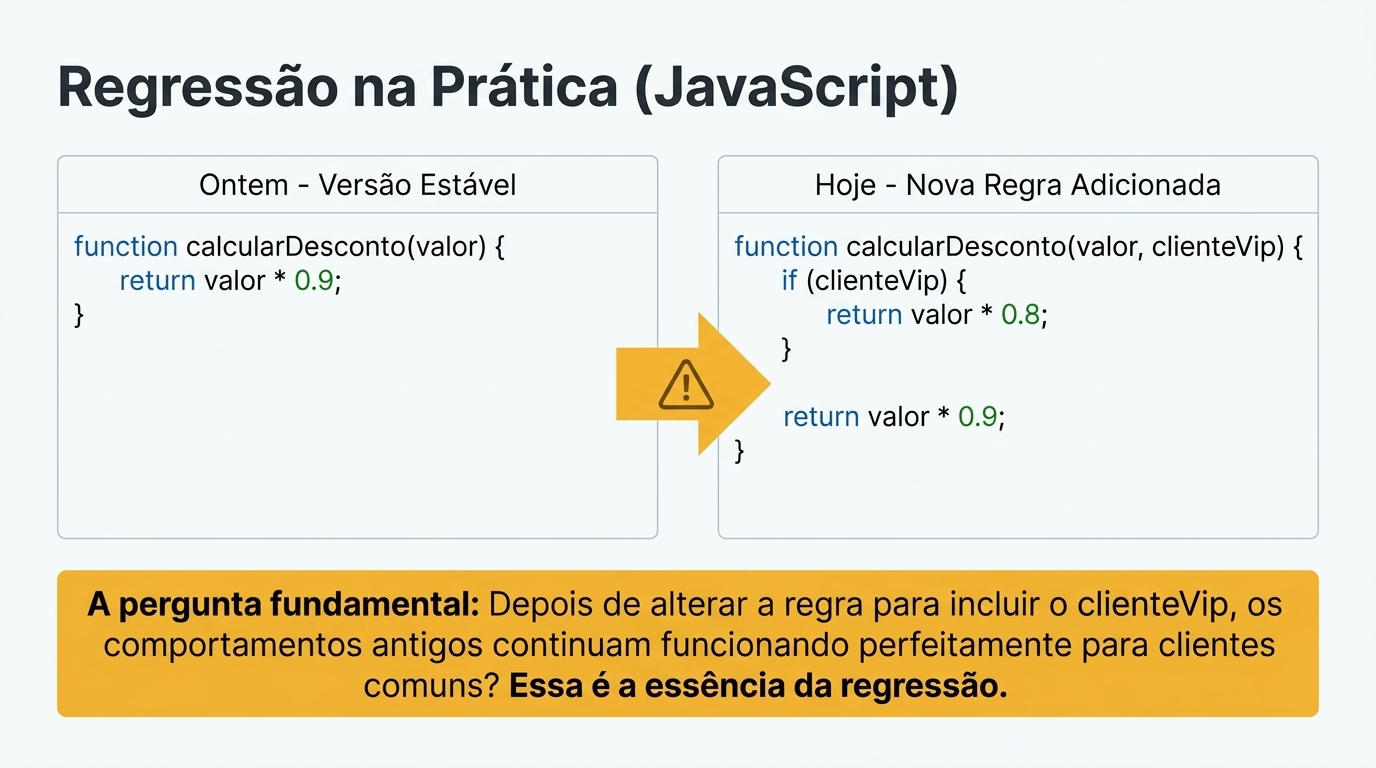 Regressão na Prática (JavaScript)
Ontem - Versão Estável
function calcularDesconto(valor) {
return valor * 0.9;
}
Hoje - Nova Regra Adicionada
function calcularDesconto(valor, clienteVip) {
if (clienteVip) {
return valor * 0.8;
}
return valor * 0.9;
}
A pergunta fundamental: Depois de alterar a regra para incluir o clienteVip, os
comportamentos antigos continuam funcionando perfeitamente para clientes
comuns? Essa é a essência da regressão.